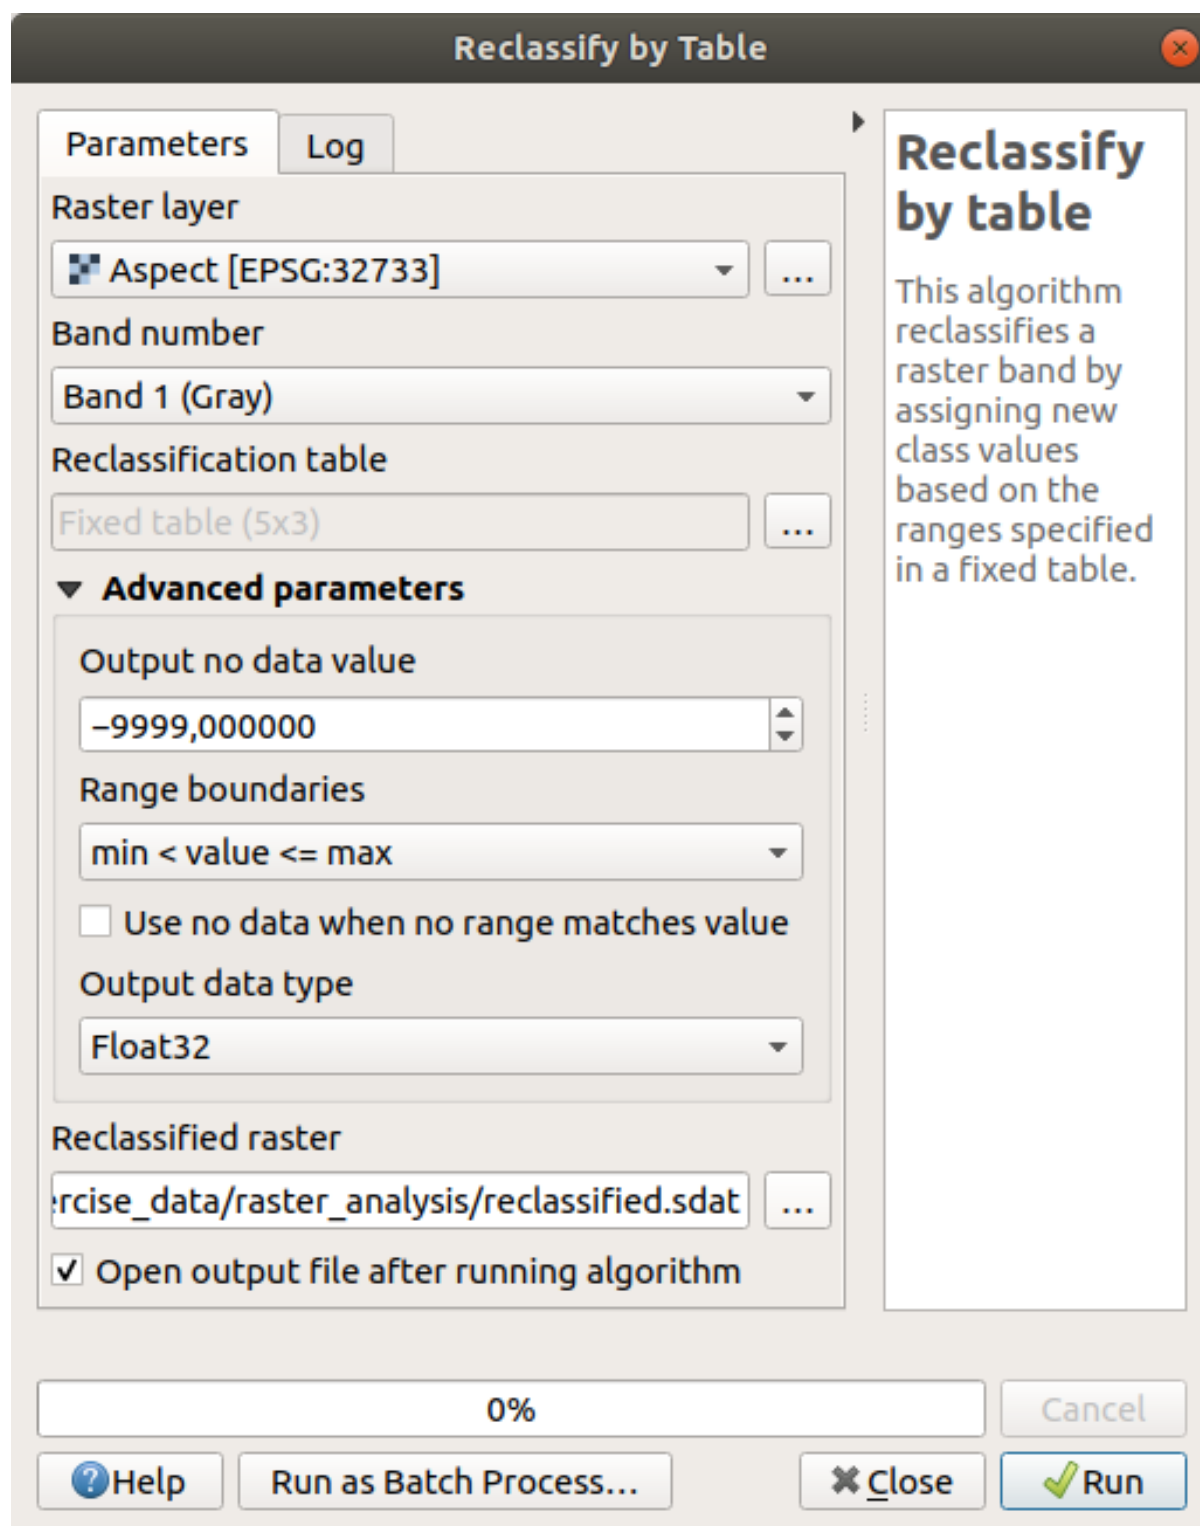 Reclassify by Table
Parameters
Log
Raster layer
Aspect [EPSG:32733]
...
Band number
Band 1 (Gray)
Reclassification table
Fixed table (5x3)
...
Advanced parameters
Output no data value
−9999,000000
Range boundaries
min < value <= max
Use no data when no range matches value
Output data type
Float32
Reclassified raster
rcise_data/raster_analysis/reclassified.sdat
...
Open output file after running algorithm
Reclassify
by table
This algorithm
reclassifies a
raster band by
assigning new
class values
based on the
ranges specified
in a fixed table.
0%
Cancel
Help
Run as Batch Process...
Close
Run